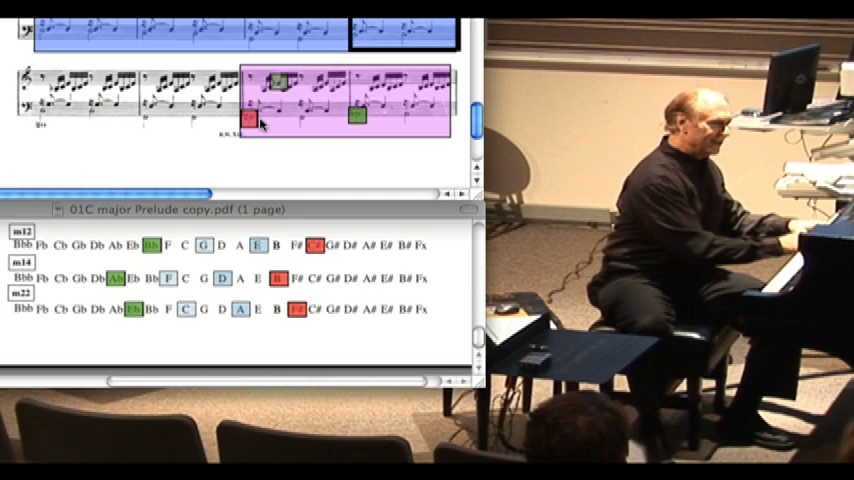 01C major Prelude copy.pdf (1 page)
m12
Bbb Fb Cb Gb Db Ab Eb Bb F C G D A E B F# C# G# D# A# E# B# Fx
m14
Bbb Fb Cb Gb Db Ab Eb Bb F C G D A E B F# C# G# D# A# E# B# Fx
m22
Bbb Fb Cb Gb Db Ab Eb Bb F C G D A E B F# C# G# D# A# E# B# Fx